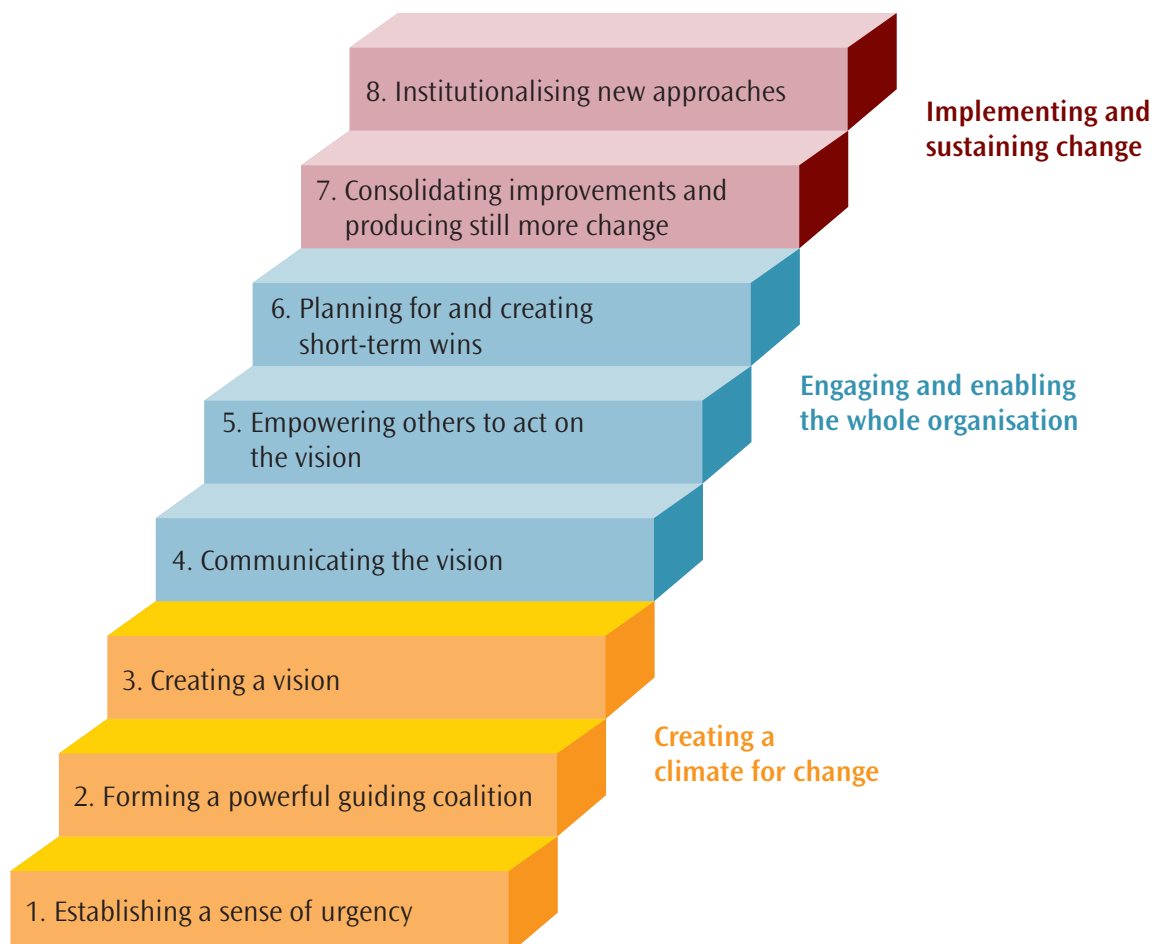 8. Institutionalising new approaches
Implementing and
sustaining change
7. Consolidating improvements and
producing still more change
6. Planning for and creating
short-term wins
Engaging and enabling
the whole organisation
5. Empowering others to act on
the vision
4. Communicating the vision
3. Creating a vision
Creating a
climate for change
2. Forming a powerful guiding coalition
1. Establishing a sense of urgency